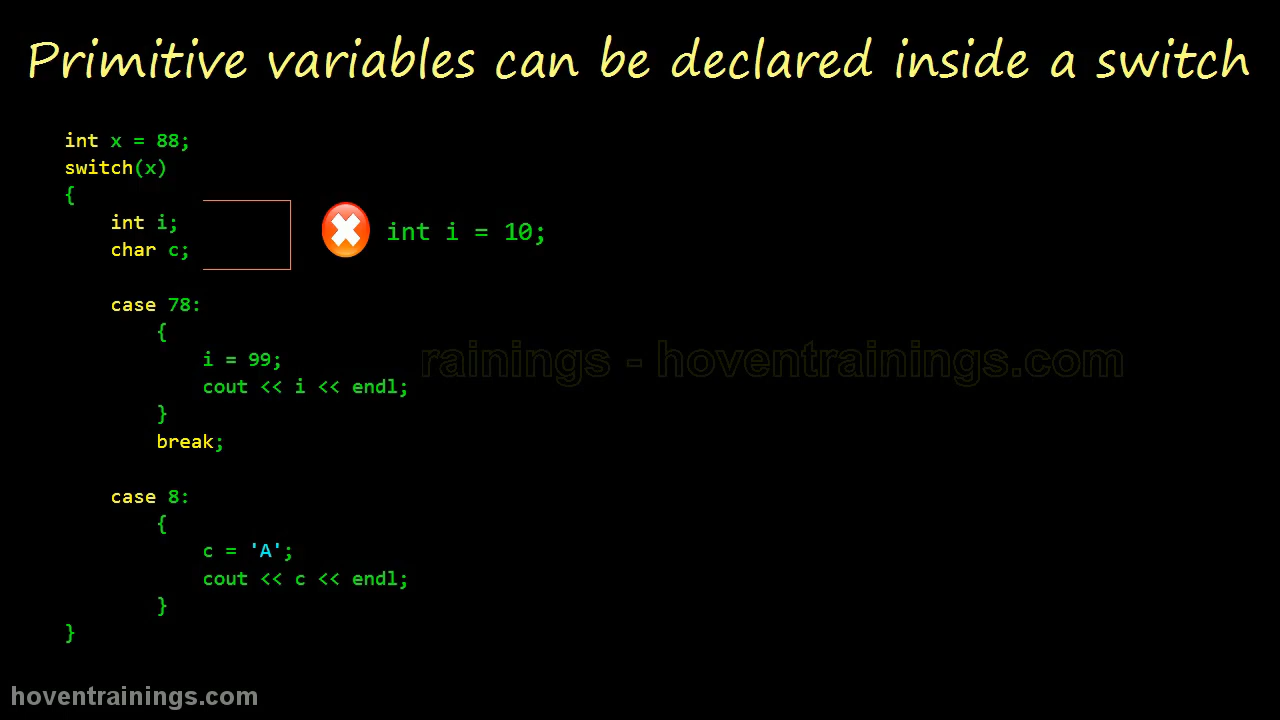 Primitive variables can be declared inside a switch
int x = 88;
switch(x)
{
int i;
char c;
int i = 10;
case 78:
{
i = 99;
cout << i << endl;
}
break;
case 8:
{
c = 'A';
cout << c << endl;
}
}
rainings - hoventrainings.com
hoventrainings.com